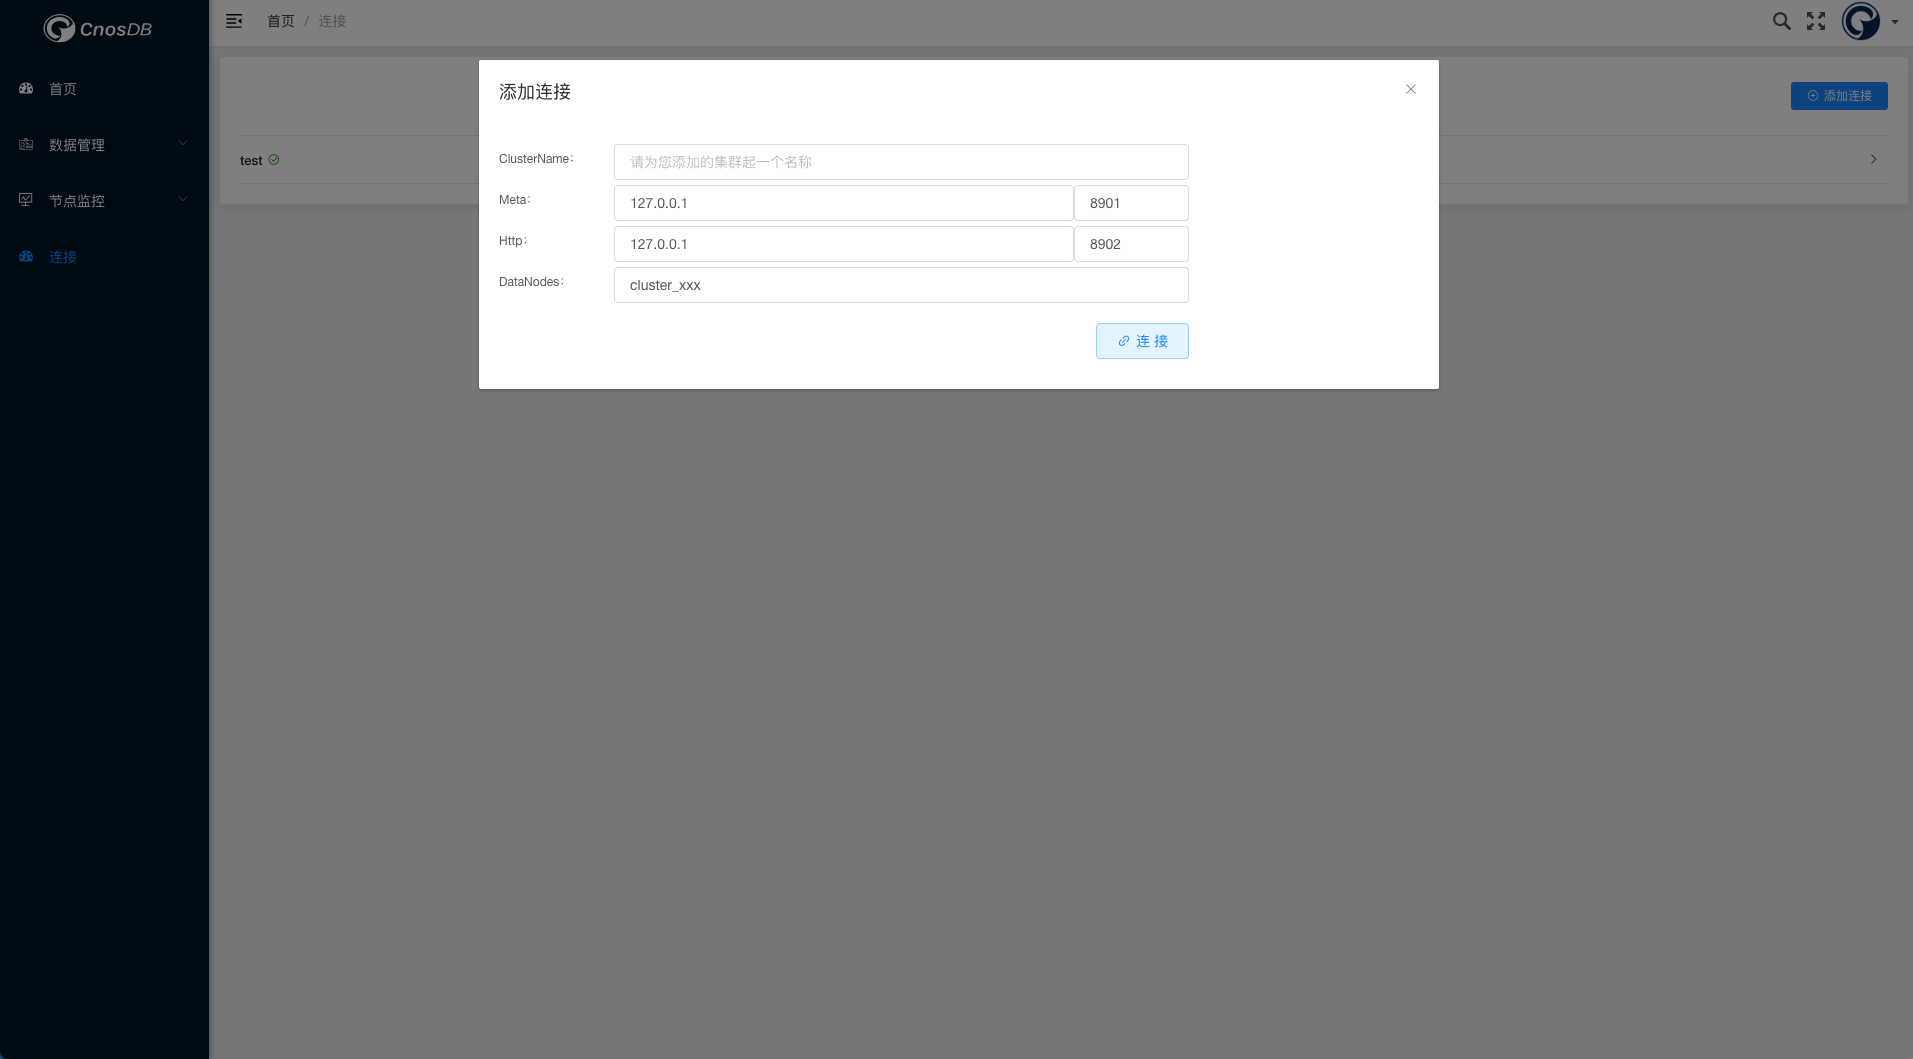 CnosDB
首页
数据管理
节点监控
连接
首页 / 连接
添加连接
test
添加连接
ClusterName：
请为您添加的集群起一个名称
Meta：
127.0.0.1
8901
Http：
127.0.0.1
8902
DataNodes：
cluster_xxx
连 接